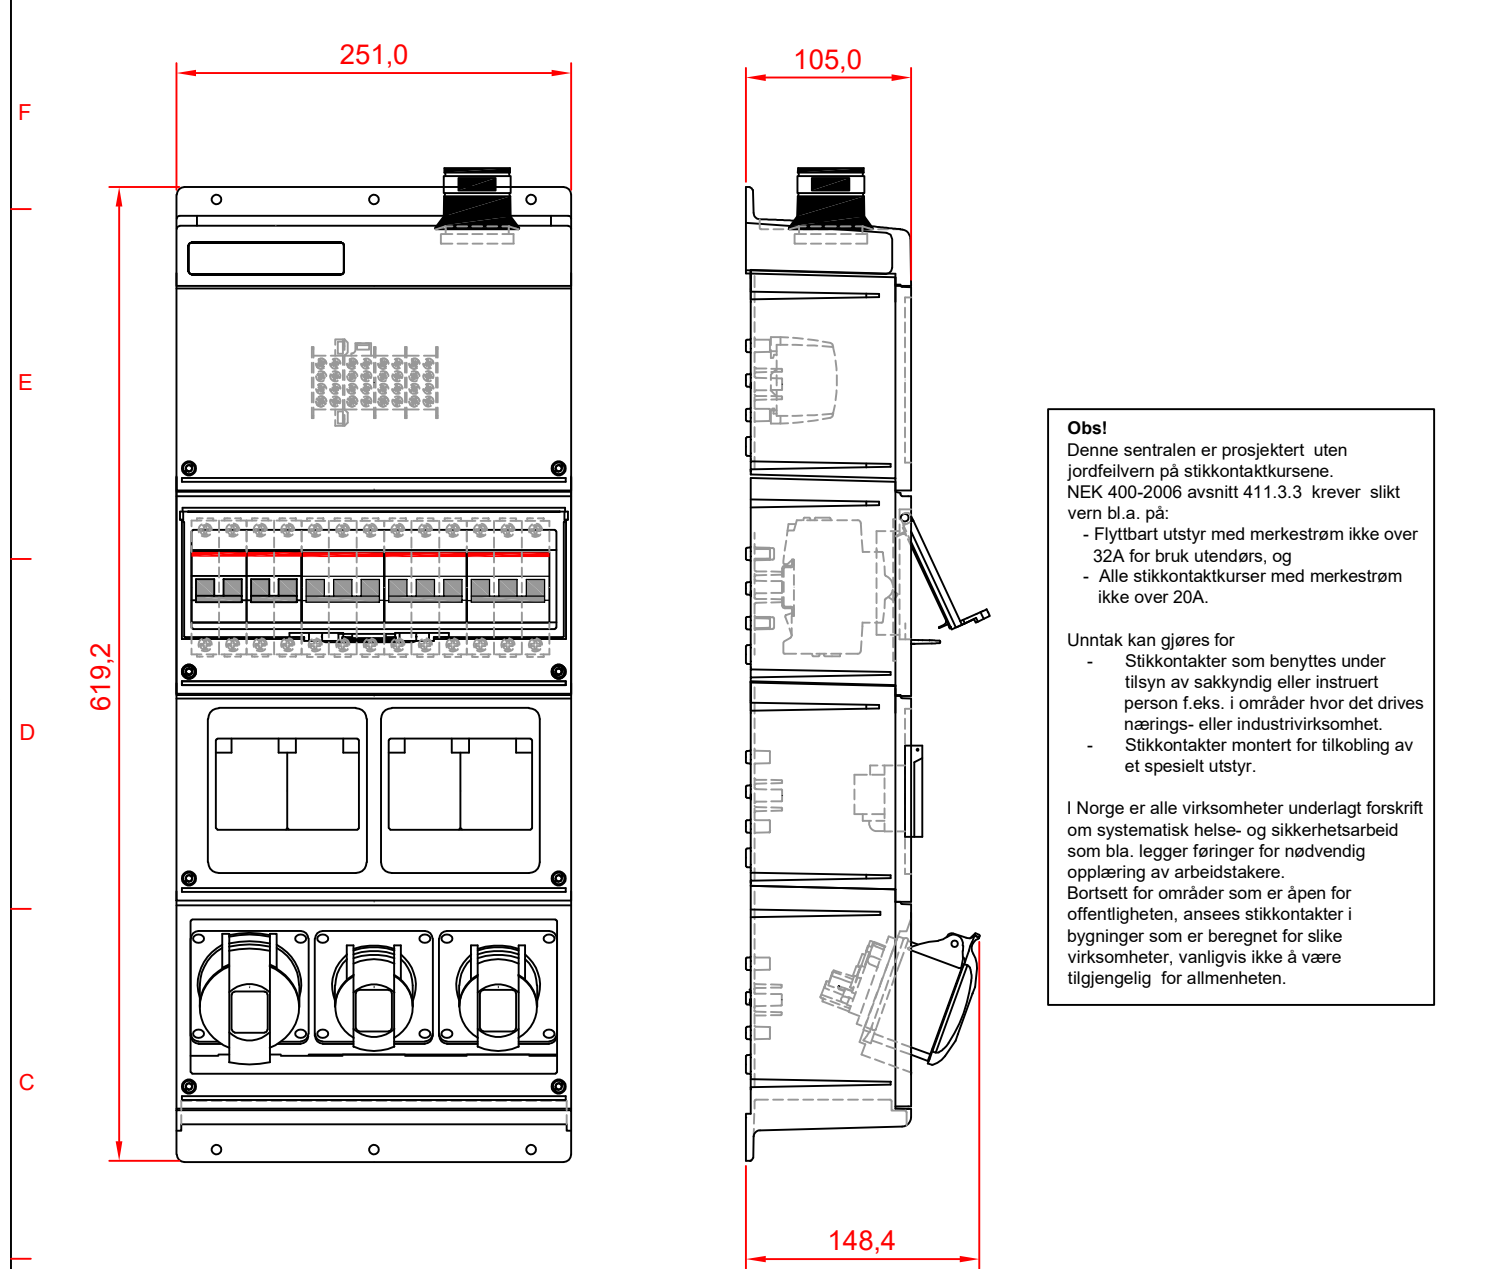 251,0
105,0
F
E
619,2
D
C
148,4
Obs!
Denne sentralen er prosjektert uten
jordfeilvern på stikkontaktkursene.
NEK 400-2006 avsnitt 411.3.3 krever slikt
vern bl.a. på:
- Flyttbart utstyr med merkestrøm ikke over
32A for bruk utendørs, og
- Alle stikkontaktkurser med merkestrøm
ikke over 20A.
Unntak kan gjøres for
- Stikkontakter som benyttes under
tilsyn av sakkyndig eller instruert
person f.eks. i områder hvor det drives
nærings- eller industrivirksomhet.
- Stikkontakter montert for tilkobling av
et spesielt utstyr.
I Norge er alle virksomheter underlagt forskrift
om systematisk helse- og sikkerhetsarbeid
som bla. legger føringer for nødvendig
opplæring av arbeidstakere.
Bortsett for områder som er åpen for
offentligheten, ansees stikkontakter i
bygninger som er beregnet for slike
virksomheter, vanligvis ikke å være
tilgjengelig for allmenheten.